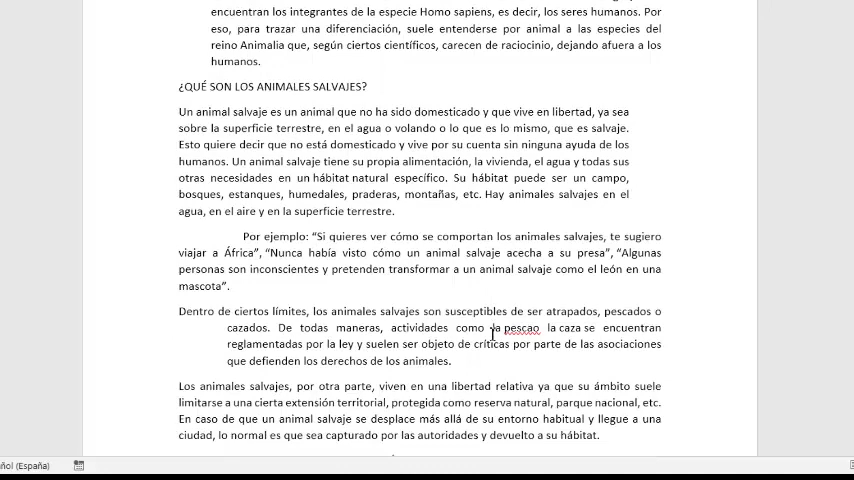 encuentran los integrantes de la especie Homo sapiens, es decir, los seres humanos. Por
eso, para trazar una diferenciación, suele entenderse por animal a las especies del
reino Animalia que, según ciertos científicos, carecen de raciocinio, dejando afuera a los
humanos.
¿QUÉ SON LOS ANIMALES SALVAJES?
Un animal salvaje es un animal que no ha sido domesticado y que vive en libertad, ya sea
sobre la superficie terrestre, en el agua o volando o lo que es lo mismo, que es salvaje.
Esto quiere decir que no está domesticado y vive por su cuenta sin ninguna ayuda de los
humanos. Un animal salvaje tiene su propia alimentación, la vivienda, el agua y todas sus
otras necesidades en un hábitat natural específico. Su hábitat puede ser un campo,
bosques, estanques, humedales, praderas, montañas, etc. Hay animales salvajes en el
agua, en el aire y en la superficie terrestre.
Por ejemplo: “Si quieres ver cómo se comportan los animales salvajes, te sugiero
viajar a África”, “Nunca había visto cómo un animal salvaje acecha a su presa”, “Algunas
personas son inconscientes y pretenden transformar a un animal salvaje como el león en una
mascota”.
Dentro de ciertos límites, los animales salvajes son susceptibles de ser atrapados, pescados o
cazados. De todas maneras, actividades como la pescao la caza se encuentran
reglamentadas por la ley y suelen ser objeto de críticas por parte de las asociaciones
que defienden los derechos de los animales.
Los animales salvajes, por otra parte, viven en una libertad relativa ya que su ámbito suele
limitarse a una cierta extensión territorial, protegida como reserva natural, parque nacional, etc.
En caso de que un animal salvaje se desplace más allá de su entorno habitual y llegue a una
ciudad, lo normal es que sea capturado por las autoridades y devuelto a su hábitat.
ñol (España)